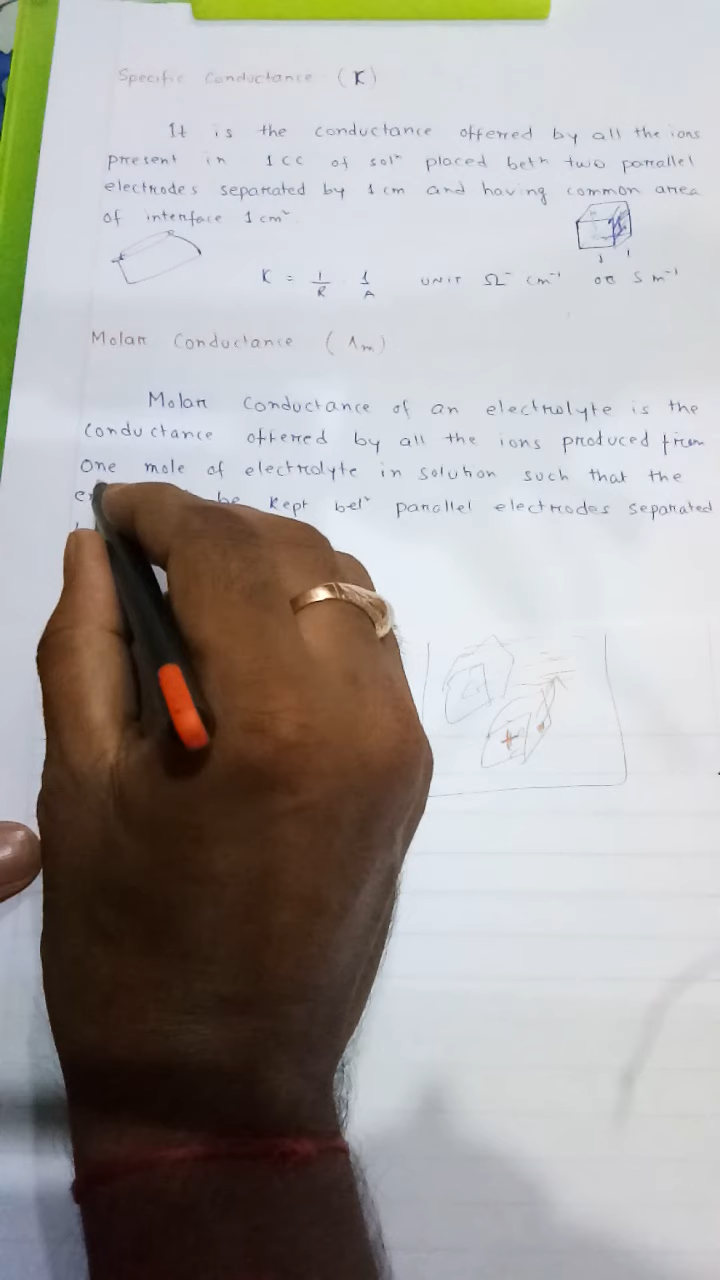 Specific Conductance (K)
It is the conductance offerred by all the ions
present in 1 CC of solⁿ placed betⁿ two parallel
electrodes separated by 1 cm and having common area
of interface 1 cm²
K = 1/R 1/A UNIT Ω⁻ cm⁻¹ or S m⁻¹
Molar Conductance (Λm)
Molar Conductance of an electrolyte is the
Conductance offerred by all the ions produced from
One mole of electrolyte in solution such that the
be kept betⁿ parallel electrodes separated